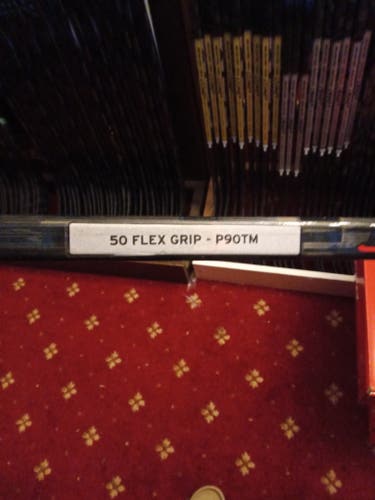 50 FLEX GRIP - P90TM